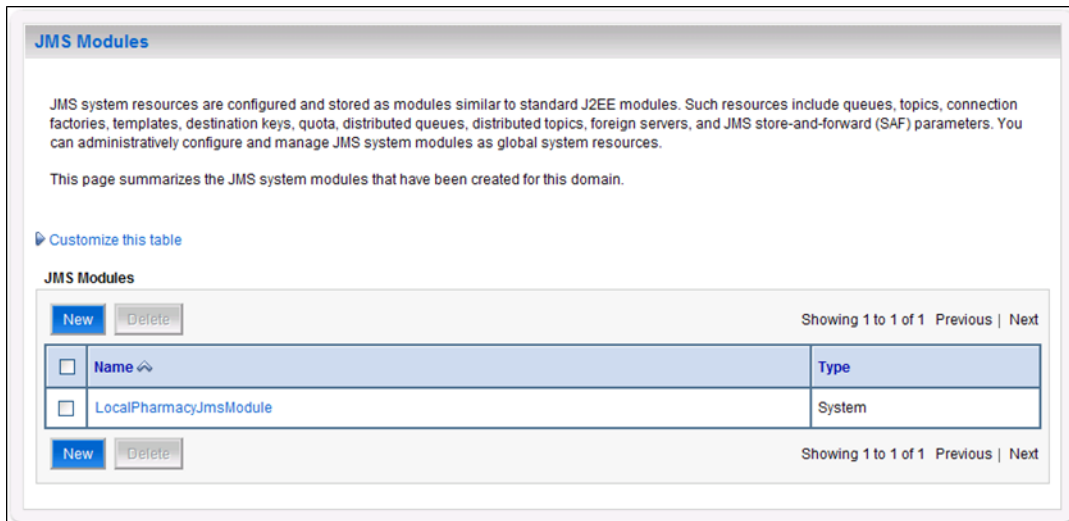 JMS Modules
JMS system resources are configured and stored as modules similar to standard J2EE modules. Such resources include queues, topics, connection
factories, templates, destination keys, quota, distributed queues, distributed topics, foreign servers, and JMS store-and-forward (SAF) parameters. You
can administratively configure and manage JMS system modules as global system resources.
This page summarizes the JMS system modules that have been created for this domain.
Customize this table
JMS Modules
New Delete Showing 1 to 1 of 1 Previous | Next
Name Type
LocalPharmacyJmsModule System
New Delete Showing 1 to 1 of 1 Previous | Next